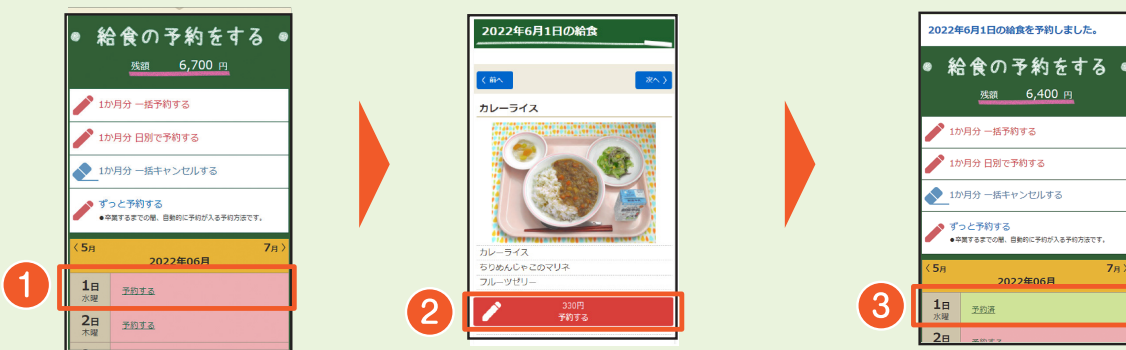 給食の予約をする
残額 6,700 円
1か月分 一括予約する
1か月分 日別で予約する
1か月分 一括キャンセルする
ずっと予約する
●卒業するまでの間、自動的に予約が入る予約方法です。
〈 5月 7月 〉
2022年06月
1
1日 水曜 予約する
2日 木曜 予約する
2022年6月1日の給食
〈 前へ 次へ 〉
カレーライス
カレーライス
ちりめんじゃこのマリネ
フルーツゼリー
2
330円
予約する
2022年6月1日の給食を予約しました。
給食の予約をする
残額 6,400 円
1か月分 一括予約する
1か月分 日別で予約する
1か月分 一括キャンセルする
ずっと予約する
●卒業するまでの間、自動的に予約が入る予約方法です。
〈 5月 7月 〉
2022年06月
3
1日 水曜 予約済
2日